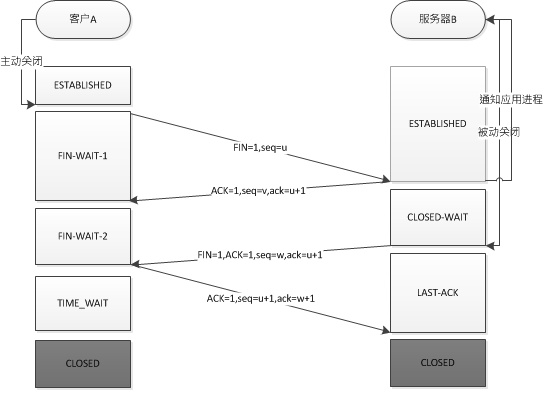 客户A
服务器B
主动关闭
ESTABLISHED
通知应用进程
ESTABLISHED
被动关闭
FIN=1,seq=u
FIN-WAIT-1
ACK=1,seq=v,ack=u+1
CLOSED-WAIT
FIN-WAIT-2
FIN=1,ACK=1,seq=w,ack=u+1
LAST-ACK
ACK=1,seq=u+1,ack=w+1
TIME_WAIT
CLOSED
CLOSED